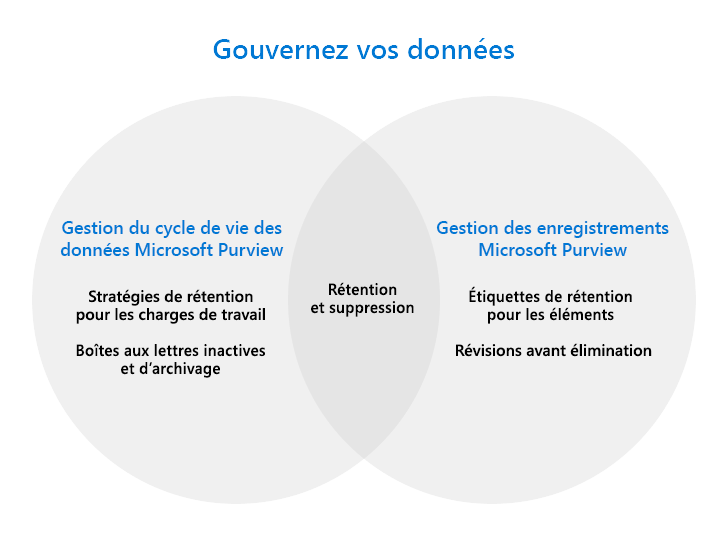 Gouvernez vos données
Gestion du cycle de vie des
données Microsoft Purview
Stratégies de rétention
pour les charges de travail
Boîtes aux lettres inactives
et d’archivage
Rétention
et suppression
Gestion des enregistrements
Microsoft Purview
Étiquettes de rétention
pour les éléments
Révisions avant élimination